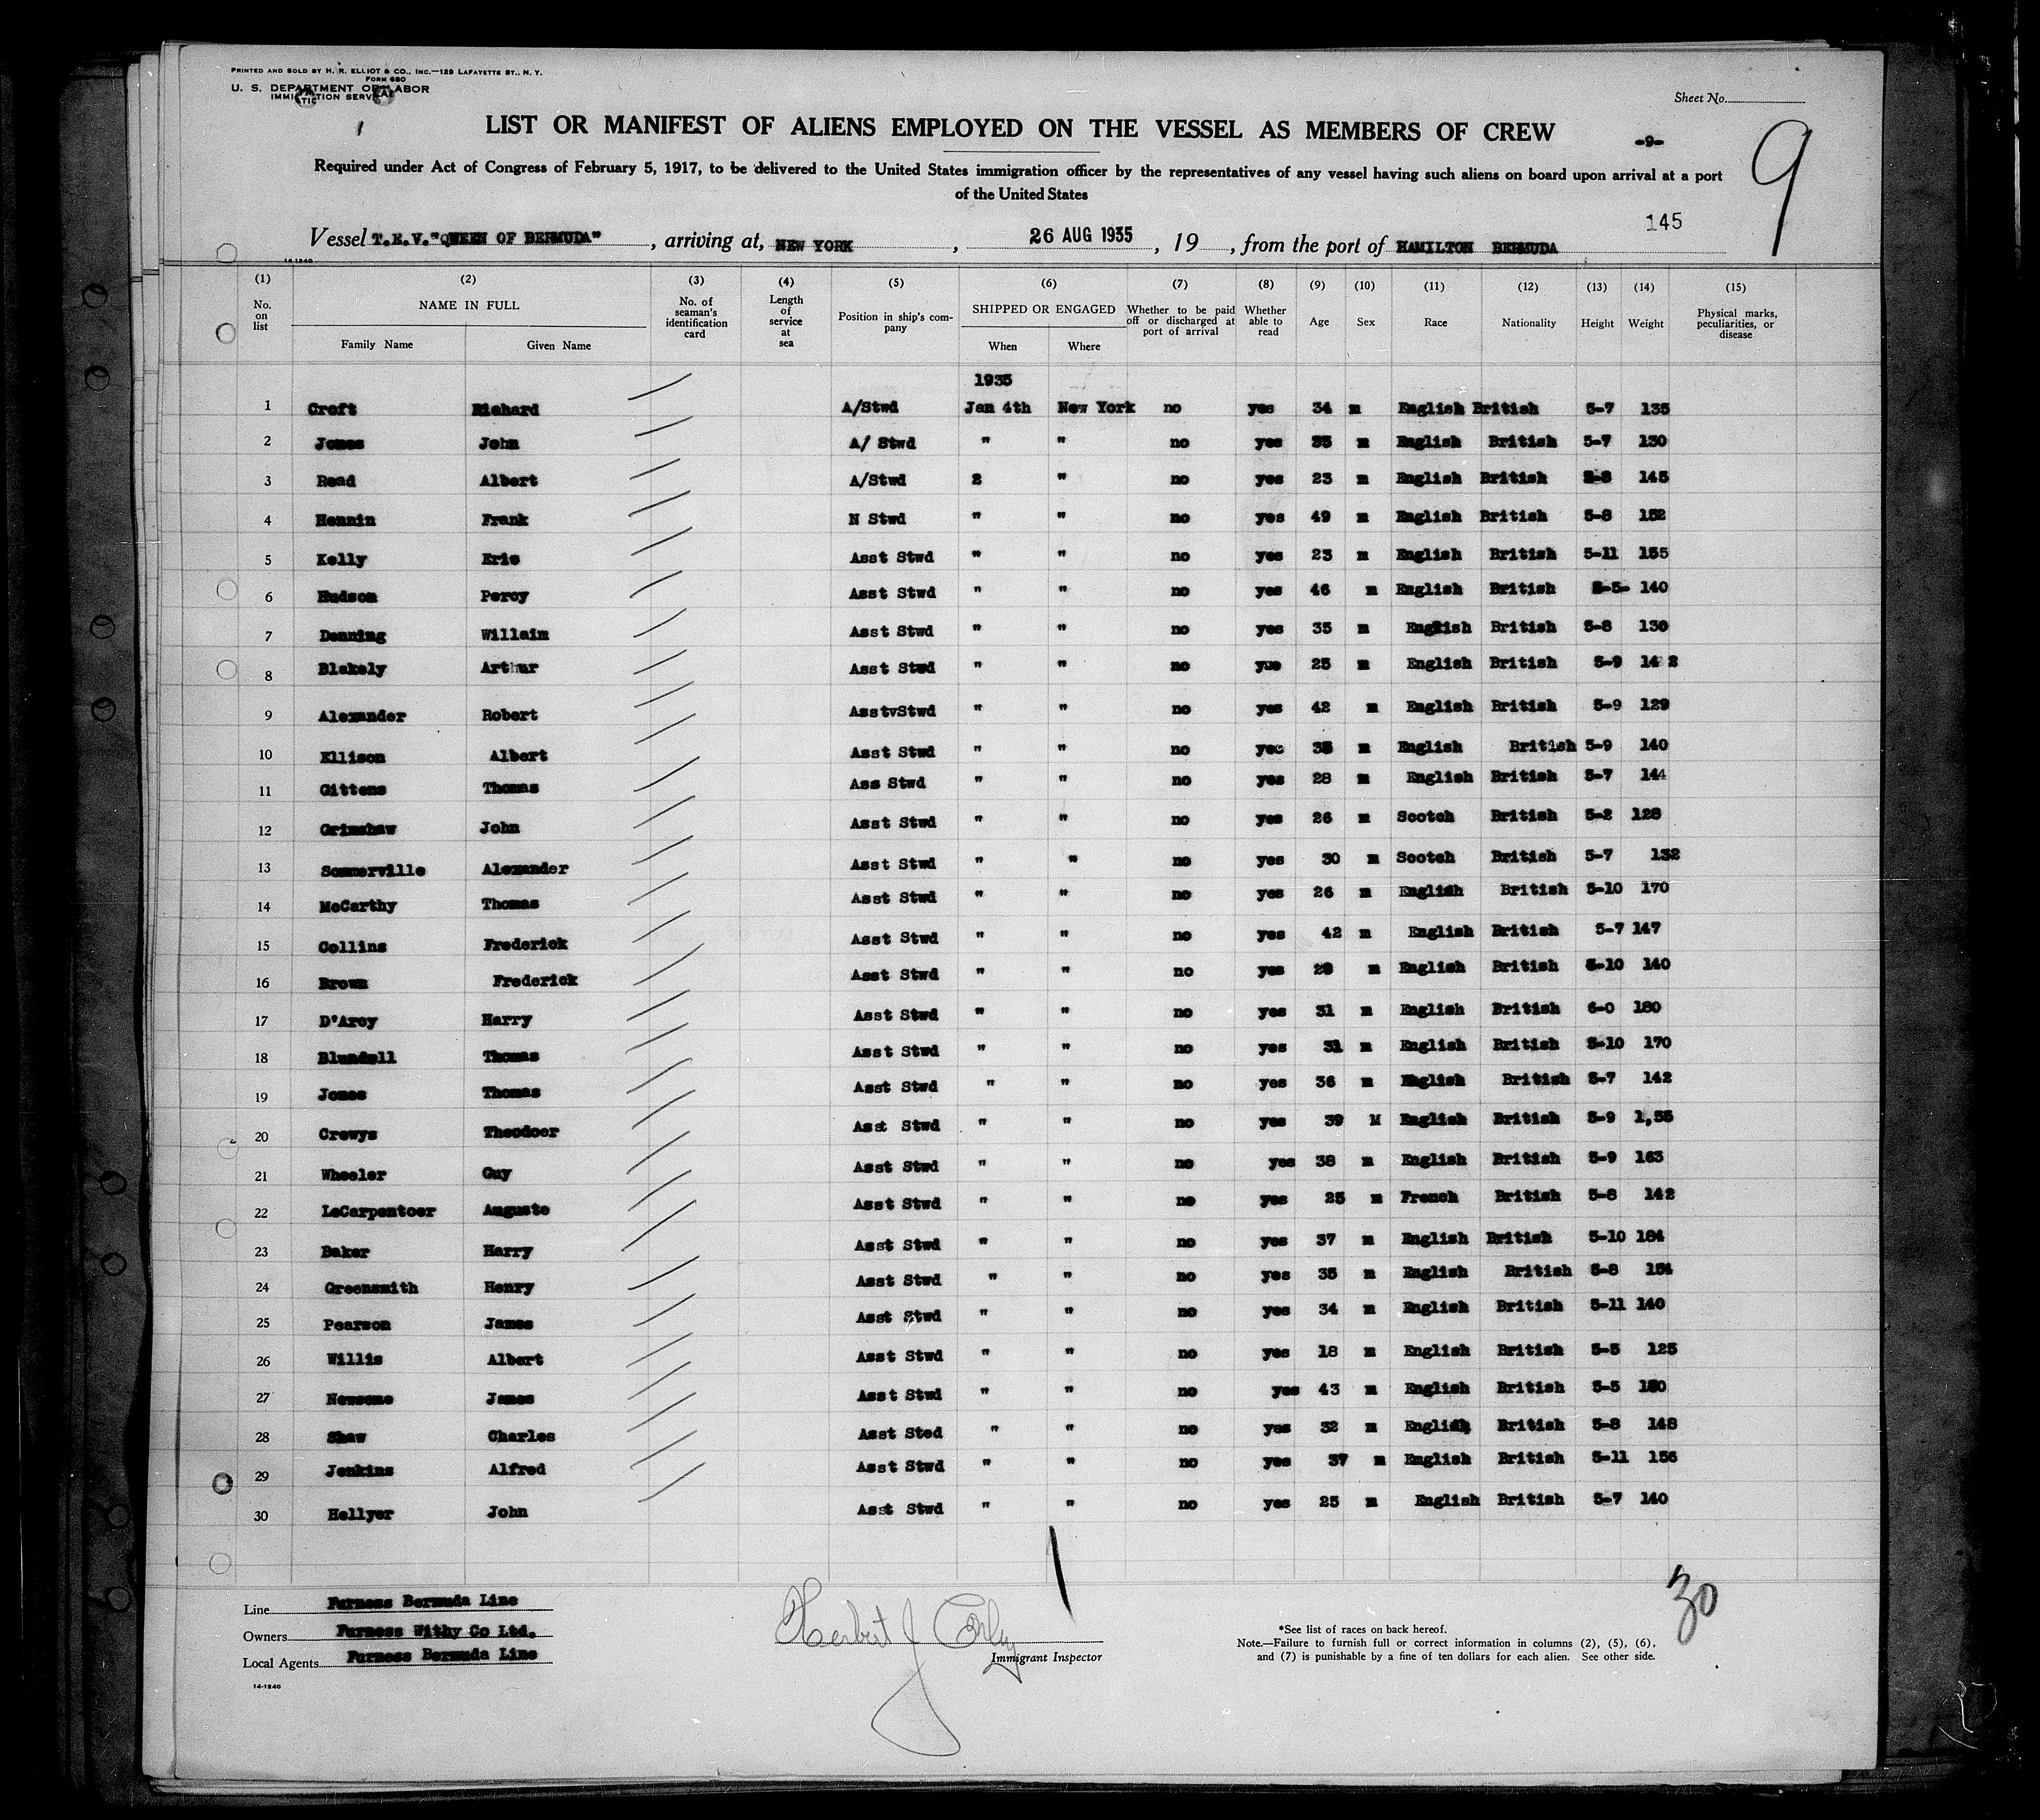 PRINTED AND SOLD BY H. R. ELLIOT & CO., INC.—129 LAFAYETTE ST., N. Y.
FORM 680
U. S. DEPARTMENT OF LABOR
IMMIGRATION SERVICE
Sheet No.
LIST OR MANIFEST OF ALIENS EMPLOYED ON THE VESSEL AS MEMBERS OF CREW
-9-
9
Required under Act of Congress of February 5, 1917, to be delivered to the United States immigration officer by the representatives of any vessel having such aliens on board upon arrival at a port
of the United States
145
Vessel T.E.V."QUEEN OF BERMUDA", arriving at, NEW YORK, 26 AUG 1935, 19, from the port of HAMILTON BERMUDA
14-1240
(1) (2) (3) (4) (5) (6) (7) (8) (9) (10) (11) (12) (13) (14) (15)
No. on list NAME IN FULL No. of seaman's identification card Length of service at sea Position in ship's company SHIPPED OR ENGAGED Whether to be paid off or discharged at port of arrival Whether able to read Age Sex Race Nationality Height Weight Physical marks, peculiarities, or disease
Family Name Given Name When Where
1935
1 Croft Richard A/Stwd Jan 4th New York no yes 34 m English British 5-7 135
2 Jones John A/ Stwd " " no yes 35 m English British 5-7 130
3 Read Albert A/Stwd 2 " no yes 23 m English British 5-8 145
4 Hennin Frank N Stwd " " no yes 49 m English British 5-8 152
5 Kelly Eric Asst Stwd " " no yes 23 m English British 5-11 155
6 Hudson Percy Asst Stwd " " no yes 46 m English British 5-5- 140
7 Denning Willaim Asst Stwd " " no yes 35 m English British 5-8 130
8 Blakely Arthur Asst Stwd " " no yue 25 m English British 5-9 142
9 Alexander Robert AsstvStwd " " no yes 42 m English British 5-9 129
10 Ellison Albert Asst Stwd " " no yes m English British 5-9 140
11 Gittens Thomas Ass Stwd " " no yes 28 m English British 5-7 144
12 Grimshaw John Asst Stwd " " no yes 26 m Scotch British 5-2 128
13 Sommerville Alexander Asst Stwd " " no yes 30 m Scotch British 5-7 132
14 McCarthy Thomas Asst Stwd " " no yes 26 m English British 5-10 170
15 Collins Frederick Asst Stwd " " no yes 42 m English British 5-7 147
16 Brown Frederick Asst Stwd " " no yes m English British 5-10 140
17 D'Arcy Harry Asst Stwd " " no yes 31 m English British 6-0 180
18 Blundell Thomas Asst Stwd " " no yes 31 m English British 5-10 170
19 Jones Thomas Asst Stwd " " no yes 36 m English British 5-7 142
20 Crewys Theodoer Asst Stwd " " no yes 39 M English British 5-9 1,55
21 Wheeler Guy Asst Stwd " " no yes 38 m English British 5-9 163
22 LeCarpentoer Auguste Asst Stwd " " no yes 25 m French British 5-8 142
23 Baker Harry Asst Stwd " " no yes 37 m English British 5-10 184
24 Greensmith Henry Asst Stwd " " no yes 35 m English British 5-8 154
25 Pearson James Asst Stwd " " no yes 34 m English British 5-11 140
26 Willis Albert Asst Stwd " " no yes 18 m English British 5-5 125
27 Newsome James Asst Stwd " " no yes 43 m English British 5-5
28 Shaw Charles Asst Sted " " no yes 32 m English British 5-8 148
29 Jenkins Alfred Asst Stwd " " no yes 37 m English British 5-11 156
30 Hellyer John Asst Stwd " " no yes 25 m English British 5-7 140
30
Line Furness Bermuda Line
Owners Furness Withy Co Ltd.
Local Agents Furness Bermuda Line
14-1240
Herbert J
Immigrant Inspector
*See list of races on back hereof.
Note.—Failure to furnish full or correct information in columns (2), (5), (6),
and (7) is punishable by a fine of ten dollars for each alien. See other side.